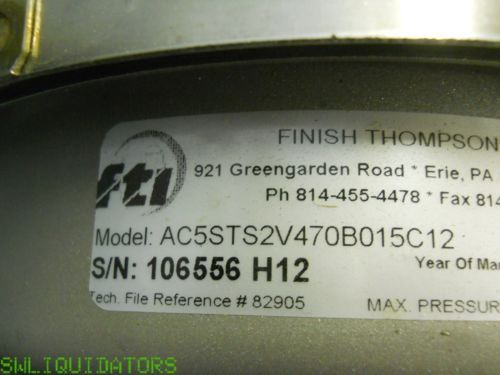 fti
FINISH THOMPSON
921 Greengarden Road * Erie, PA
Ph 814-455-4478 * Fax 814
Model: AC5STS2V470B015C12
S/N: 106556 H12
Year Of Ma
Tech. File Reference # 82905
MAX. PRESSUR
SWLIQUIDATORS